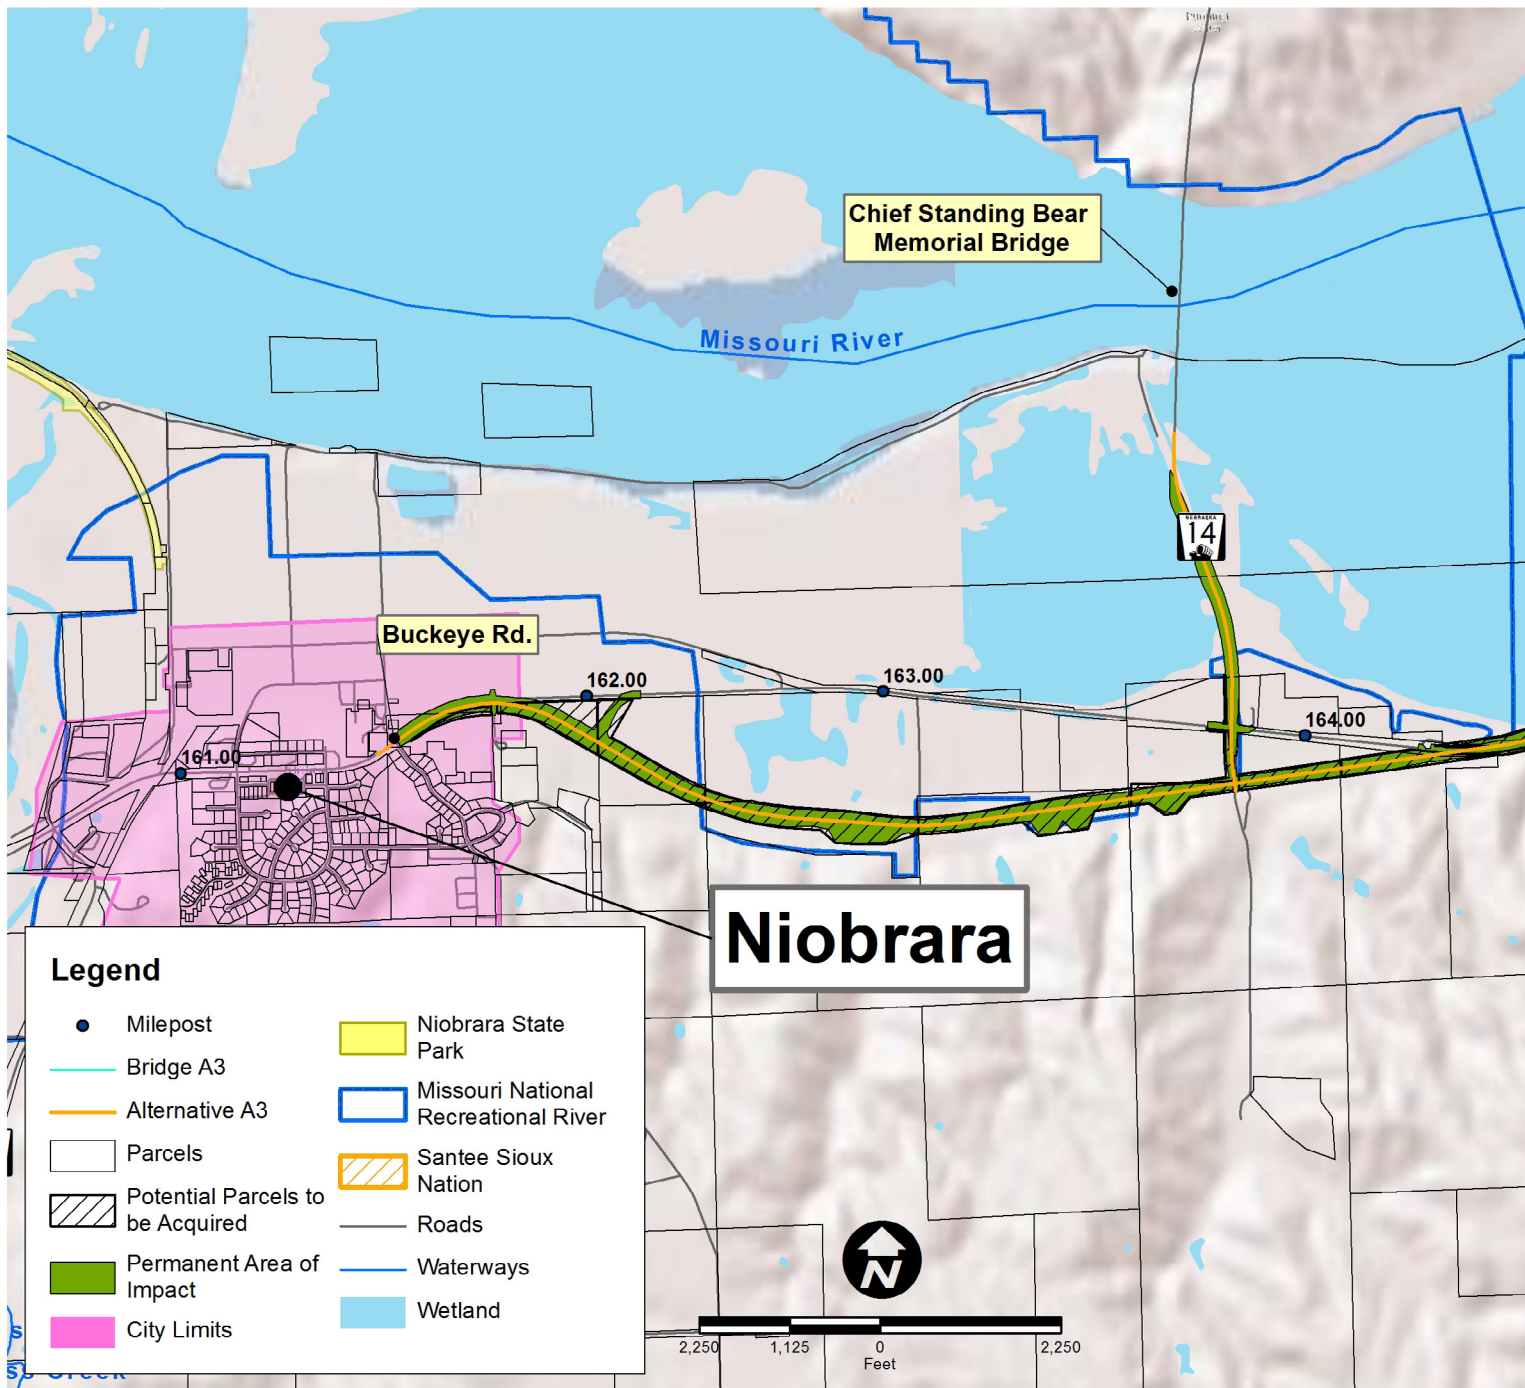 Chief Standing Bear
Memorial Bridge
Missouri River
NEBRASKA
14
Buckeye Rd.
162.00
163.00
164.00
161.00
Niobrara
Legend
Milepost
Bridge A3
Alternative A3
Parcels
Potential Parcels to
be Acquired
Permanent Area of
Impact
City Limits
Niobrara State
Park
Missouri National
Recreational River
Santee Sioux
Nation
Roads
Waterways
Wetland
N
2,250 1,125 0 2,250
Feet